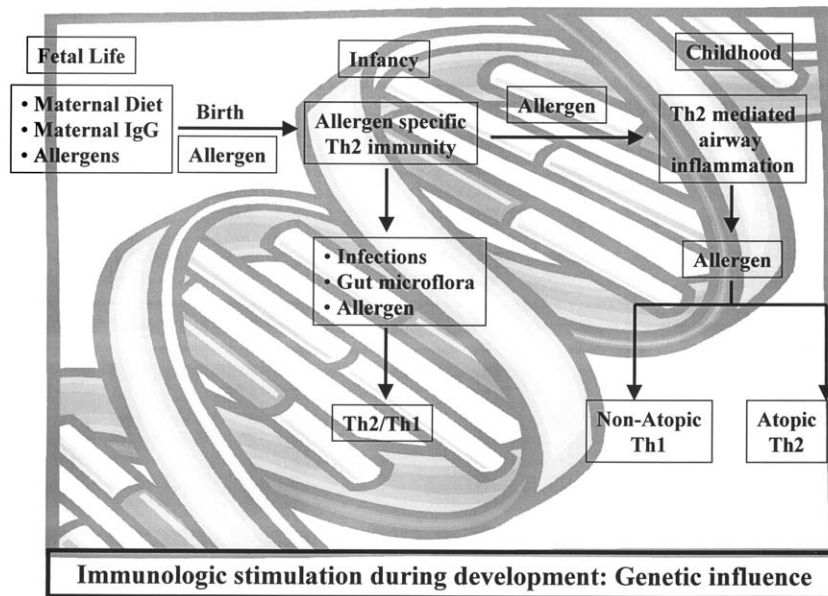 Fetal Life
• Maternal Diet
• Maternal IgG
• Allergens
Birth
Allergen
Infancy
Allergen specific
Th2 immunity
Allergen
Childhood
Th2 mediated
airway
inflammation
• Infections
• Gut microflora
• Allergen
Th2/Th1
Allergen
Non-Atopic
Th1
Atopic
Th2
Immunologic stimulation during development: Genetic influence